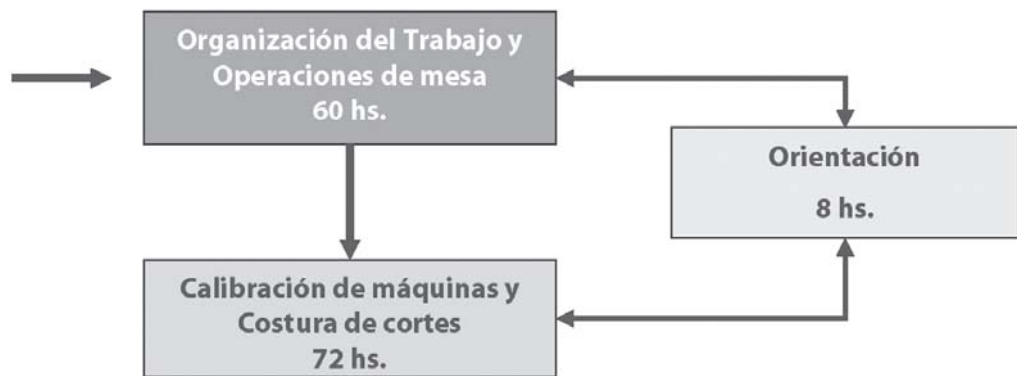 Organización del Trabajo y
Operaciones de mesa
60 hs.
Orientación
8 hs.
Calibración de máquinas y
Costura de cortes
72 hs.